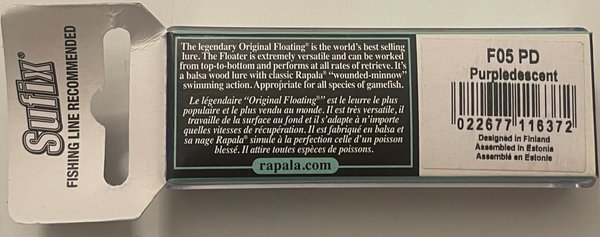 Sufix®
FISHING LINE RECOMMENDED
The legendary Original Floating® is the world's best selling
lure. The Floater is extremely versatile and can be worked
from top-to-bottom and performs at all rates of retrieve. It's
a balsa wood lure with classic Rapala® "wounded-minnow"
swimming action. Appropriate for all species of gamefish.
Le légendaire "Original Floating®" est le leurre le plus
populaire et le plus vendu au monde. Il est très versatile, il
travaille de la surface au fond et il s'adapte à n'importe
quelles vitesses de récupération. Il est fabriqué en balsa et
sa nage Rapala® simule à la perfection celle d'un poisson
blessé. Il attire toutes espèces de poissons.
rapala.com
F05 PD
Purpledescent
022677 116372
Designed in Finland
Assembled in Estonia
Assemblé en Estonie